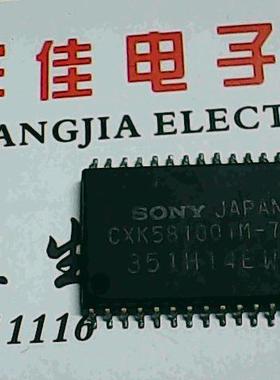 佳电子
ANGJIA ELECT
SONY JAPAN
CXK581001M-7
351H14EW
1116